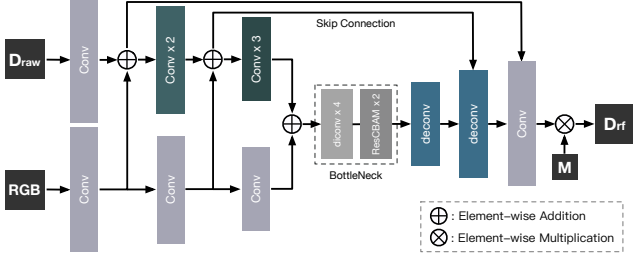 Skip Connection
Draw
Conv
Conv x 2
Conv x 3
RGB
Conv
Conv
Conv
diconv x 4
ResCBAM x 2
BottleNeck
deconv
deconv
Conv
M
Drf
: Element-wise Addition
: Element-wise Multiplication